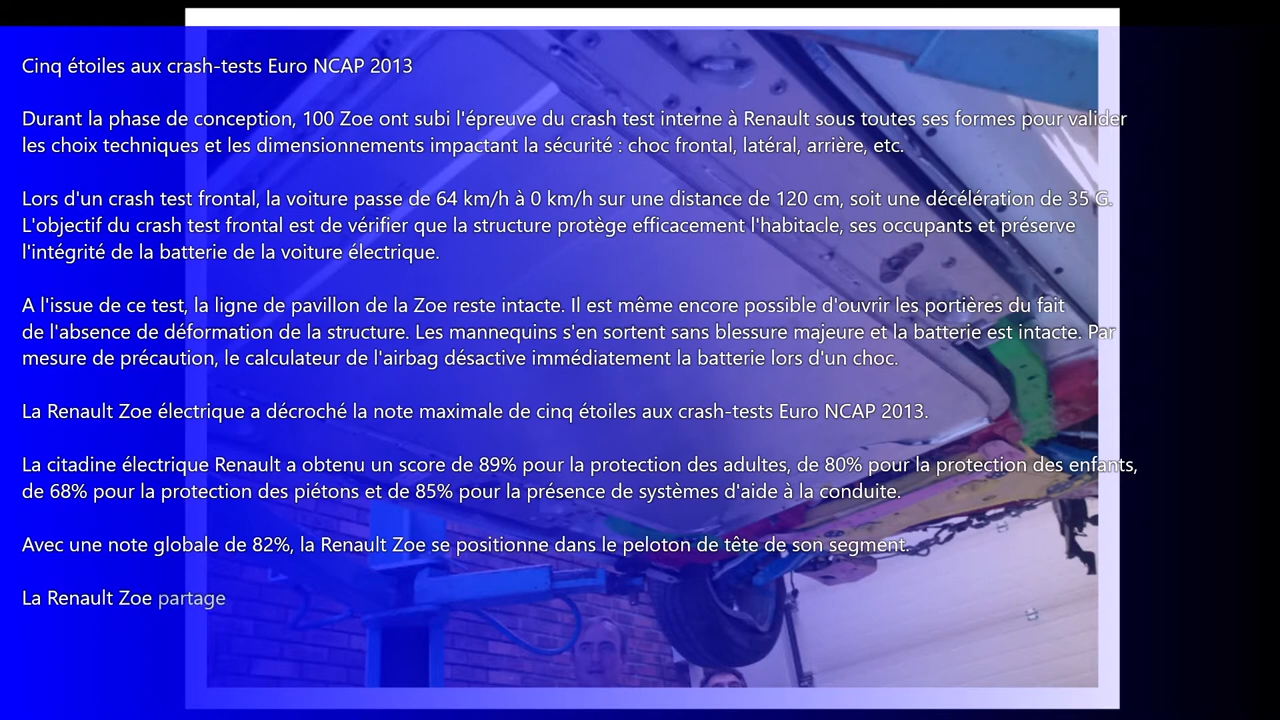 Cinq étoiles aux crash-tests Euro NCAP 2013
Durant la phase de conception, 100 Zoe ont subi l'épreuve du crash test interne à Renault sous toutes ses formes pour valider
les choix techniques et les dimensionnements impactant la sécurité : choc frontal, latéral, arrière, etc.
Lors d'un crash test frontal, la voiture passe de 64 km/h à 0 km/h sur une distance de 120 cm, soit une décélération de 35 G.
L'objectif du crash test frontal est de vérifier que la structure protège efficacement l'habitacle, ses occupants et préserve
l'intégrité de la batterie de la voiture électrique.
A l'issue de ce test, la ligne de pavillon de la Zoe reste intacte. Il est même encore possible d'ouvrir les portières du fait
de l'absence de déformation de la structure. Les mannequins s'en sortent sans blessure majeure et la batterie est intacte. Par
mesure de précaution, le calculateur de l'airbag désactive immédiatement la batterie lors d'un choc.
La Renault Zoe électrique a décroché la note maximale de cinq étoiles aux crash-tests Euro NCAP 2013.
La citadine électrique Renault a obtenu un score de 89% pour la protection des adultes, de 80% pour la protection des enfants,
de 68% pour la protection des piétons et de 85% pour la présence de systèmes d'aide à la conduite.
Avec une note globale de 82%, la Renault Zoe se positionne dans le peloton de tête de son segment.
La Renault Zoe partage